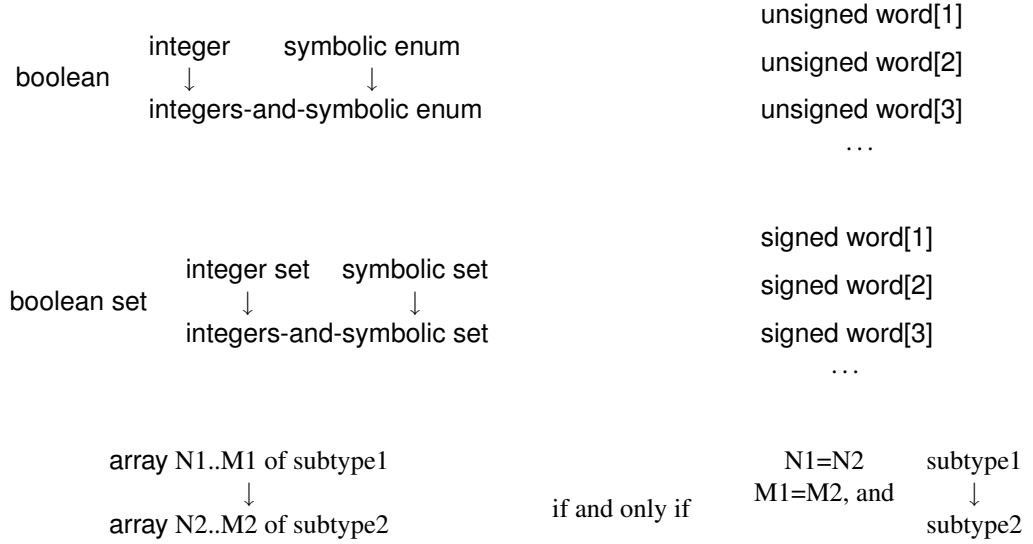 unsigned word[1]
integer symbolic enum
boolean ↓ ↓ unsigned word[2]
integers-and-symbolic enum unsigned word[3]
...
signed word[1]
integer set symbolic set
boolean set ↓ ↓ signed word[2]
integers-and-symbolic set signed word[3]
...
array N1..M1 of subtype1 N1=N2 subtype1
↓ if and only if M1=M2, and ↓
array N2..M2 of subtype2 subtype2